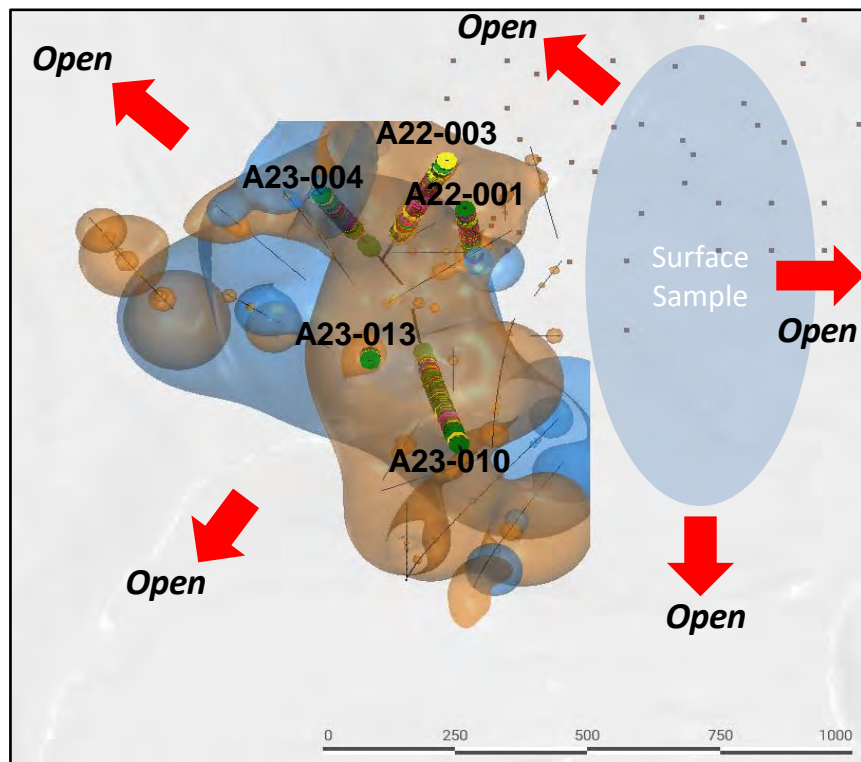 Open
Open
A22-003
A23-004
A22-001
Surface
Sample
Open
A23-013
A23-010
Open
Open
0 250 500 750 1000